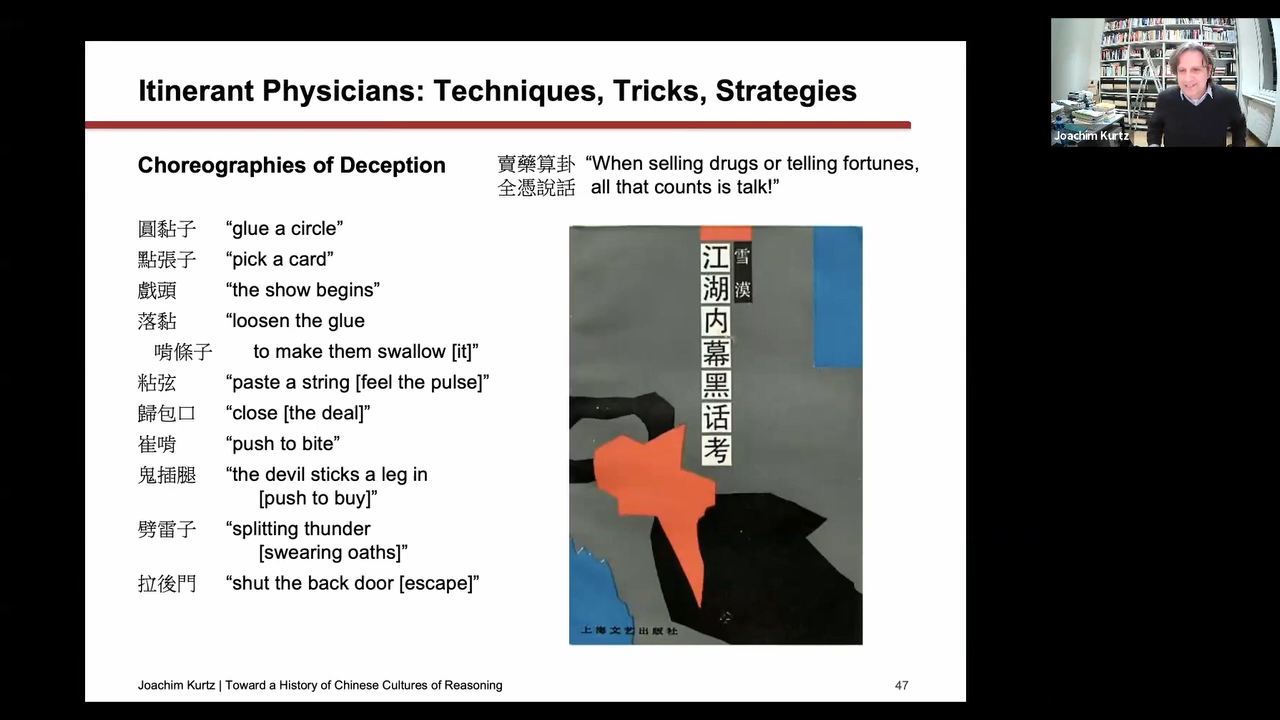 Itinerant Physicians: Techniques, Tricks, Strategies
Choreographies of Deception
賣藥算卦 “When selling drugs or telling fortunes,
全憑說話 all that counts is talk!”
圓黏子 “glue a circle”
點張子 “pick a card”
戲頭 “the show begins”
落黏 “loosen the glue
啃條子 to make them swallow [it]”
粘弦 “paste a string [feel the pulse]”
歸包口 “close [the deal]”
崔啃 “push to bite”
鬼插腿 “the devil sticks a leg in
[push to buy]”
劈雷子 “splitting thunder
[swearing oaths]”
拉後門 “shut the back door [escape]”
雪漠
江湖内幕黑话考
上海文艺出版社
Joachim Kurtz | Toward a History of Chinese Cultures of Reasoning
47
Joachim Kurtz